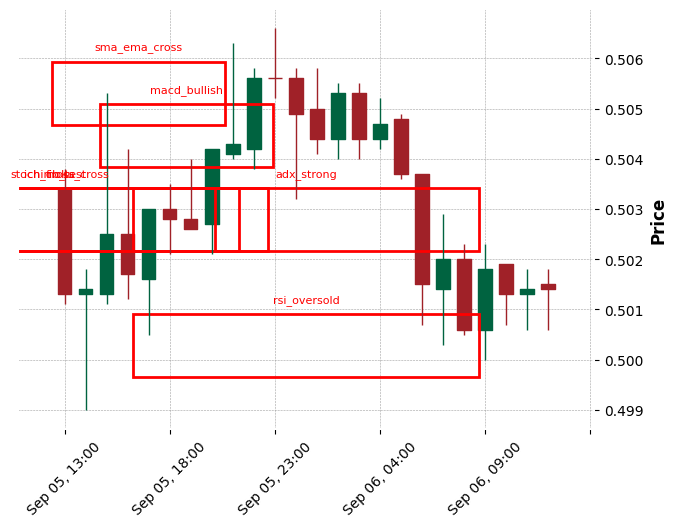 sma_ema_cross
0.506
macd_bullish
0.505
0.504
adx_strong
0.503
Price
0.502
rsi_oversold
0.501
0.500
0.499
Sep 05, 13:00
Sep 05, 18:00
Sep 05, 23:00
Sep 06, 04:00
Sep 06, 09:00